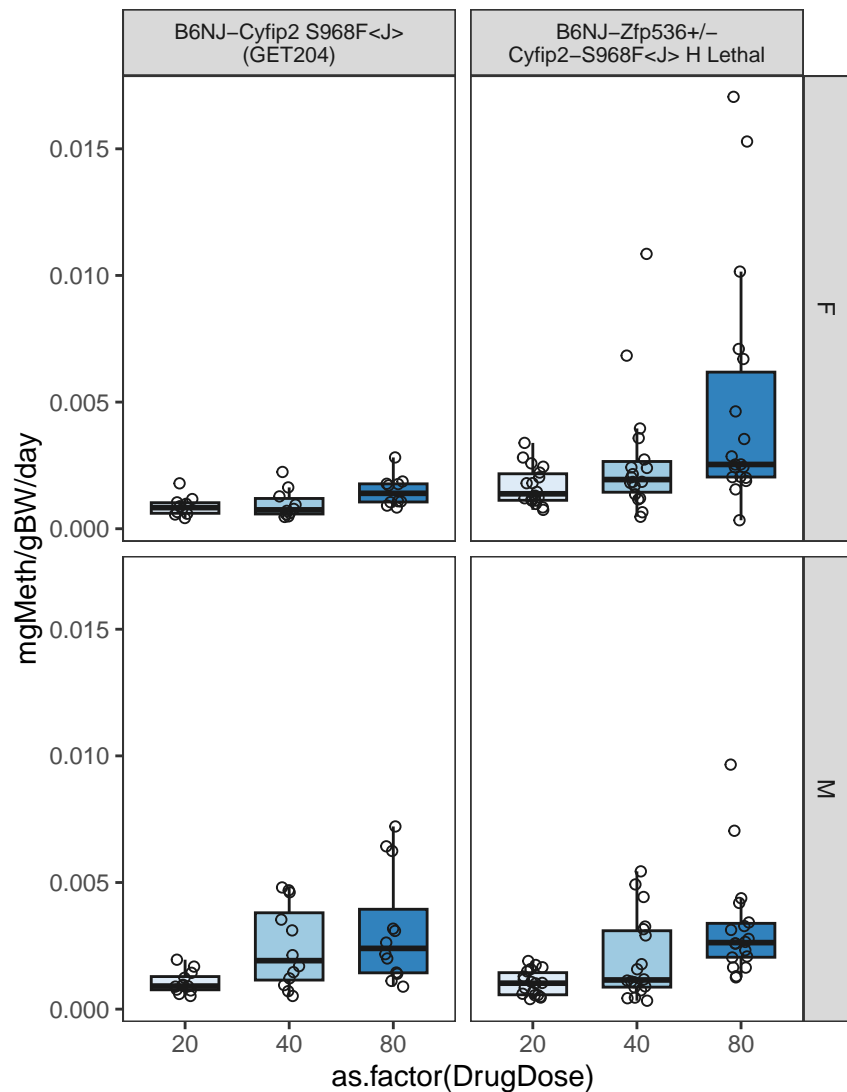 B6NJ−Cyfip2 S968F<J>
(GET204)
B6NJ−Zfp536+/−
Cyfip2−S968F<J> H Lethal
0.015
0.010
0.005
0.000
F
0.015
0.010
0.005
0.000
M
mgMeth/gBW/day
20
40
80
20
40
80
as.factor(DrugDose)